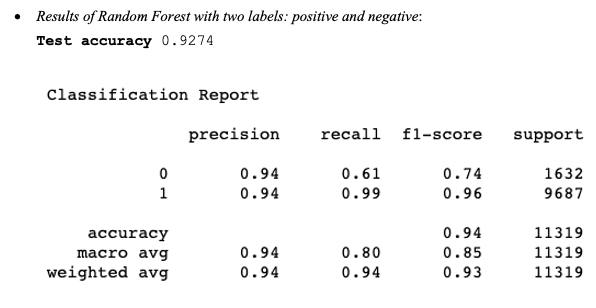 • Results of Random Forest with two labels: positive and negative:
Test accuracy 0.9274
Classification Report
precision recall f1-score support
0 0.94 0.61 0.74 1632
1 0.94 0.99 0.96 9687
accuracy 0.94 11319
macro avg 0.94 0.80 0.85 11319
weighted avg 0.94 0.94 0.93 11319